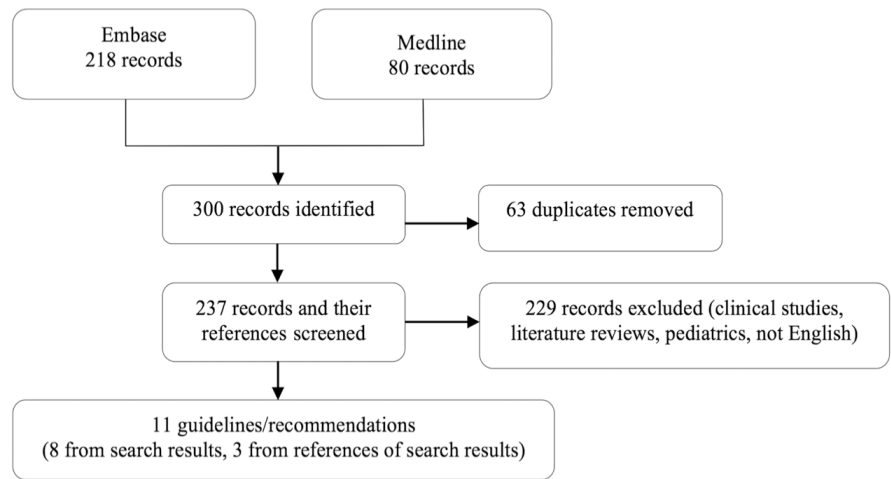 Embase
218 records
Medline
80 records
300 records identified
63 duplicates removed
237 records and their
references screened
229 records excluded (clinical studies,
literature reviews, pediatrics, not English)
11 guidelines/recommendations
(8 from search results, 3 from references of search results)